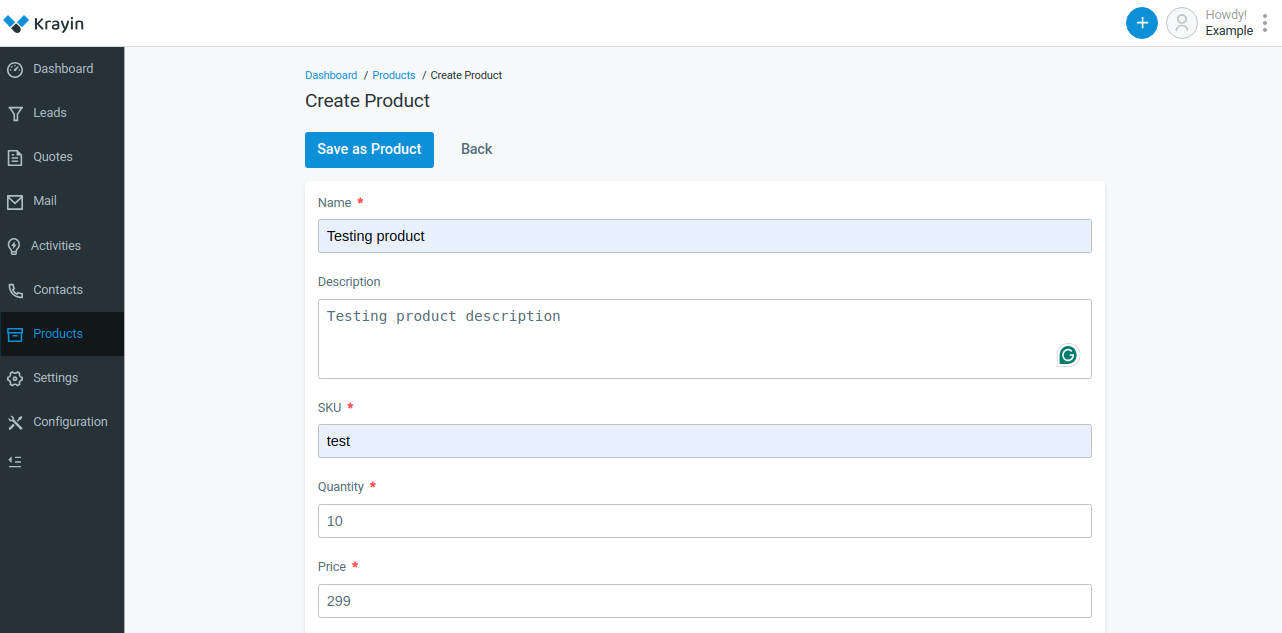 Krayin
+
Howdy!
Example
Dashboard
Leads
Quotes
Mail
Activities
Contacts
Products
Settings
Configuration
Dashboard / Products / Create Product
Create Product
Save as Product
Back
Name *
Testing product
Description
Testing product description
G
SKU *
test
Quantity *
10
Price *
299